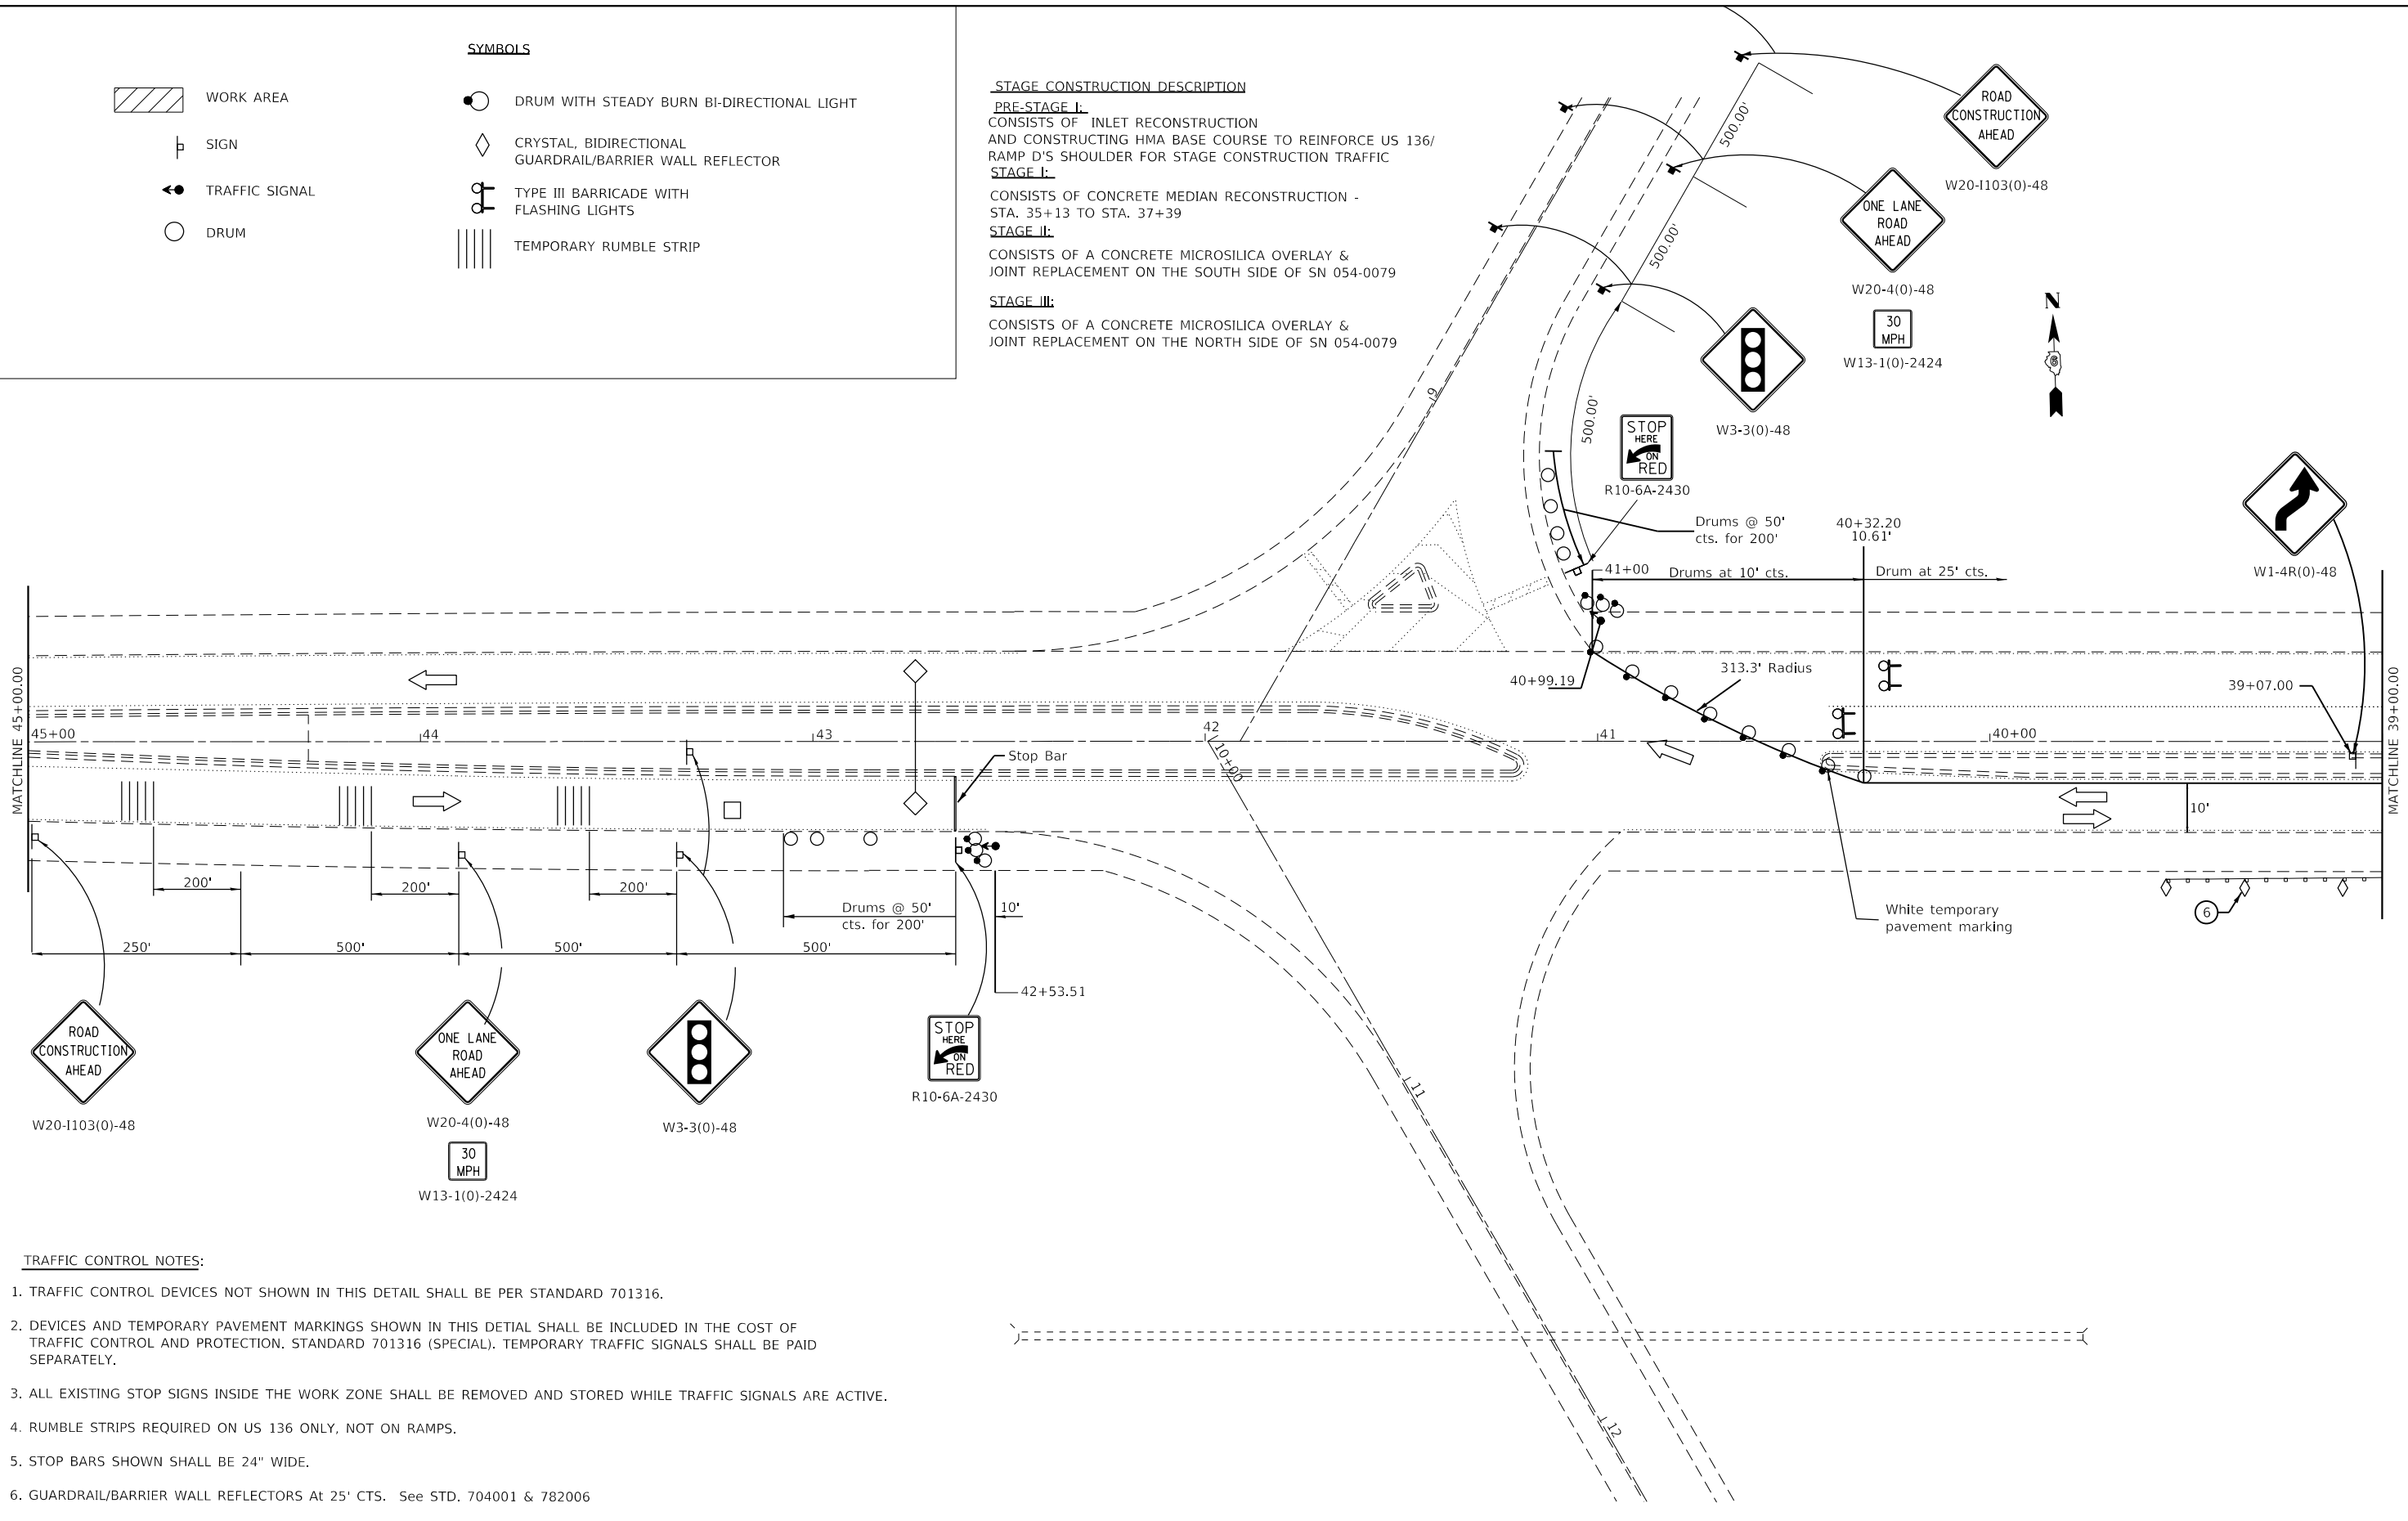 SYMBOLS
WORK AREA
SIGN
TRAFFIC SIGNAL
DRUM
DRUM WITH STEADY BURN BI-DIRECTIONAL LIGHT
CRYSTAL, BIDIRECTIONAL
GUARDRAIL/BARRIER WALL REFLECTOR
TYPE III BARRICADE WITH
FLASHING LIGHTS
TEMPORARY RUMBLE STRIP
STAGE CONSTRUCTION DESCRIPTION
PRE-STAGE I:
CONSISTS OF INLET RECONSTRUCTION
AND CONSTRUCTING HMA BASE COURSE TO REINFORCE US 136/
RAMP D'S SHOULDER FOR STAGE CONSTRUCTION TRAFFIC
STAGE I:
CONSISTS OF CONCRETE MEDIAN RECONSTRUCTION -
STA. 35+13 TO STA. 37+39
STAGE II:
CONSISTS OF A CONCRETE MICROSILICA OVERLAY &
JOINT REPLACEMENT ON THE SOUTH SIDE OF SN 054-0079
STAGE III:
CONSISTS OF A CONCRETE MICROSILICA OVERLAY &
JOINT REPLACEMENT ON THE NORTH SIDE OF SN 054-0079
500.00'
500.00'
500.00'
ROAD
CONSTRUCTION
AHEAD
W20-I103(0)-48
ONE LANE
ROAD
AHEAD
W20-4(0)-48
30
MPH
W13-1(0)-2424
W3-3(0)-48
N
6
STOP
HERE
ON
RED
R10-6A-2430
Drums @ 50'
cts. for 200'
9
41+00
Drums at 10' cts.
40+32.20
10.61'
Drum at 25' cts.
W1-4R(0)-48
39+07.00
MATCHLINE 39+00.00
MATCHLINE 45+00.00
313.3' Radius
40+99.19
45+00
44
43
42
10+00
41
40+00
Stop Bar
10'
White temporary
pavement marking
6
200'
200'
200'
Drums @ 50'
cts. for 200'
10'
250'
500'
500'
500'
42+53.51
ROAD
CONSTRUCTION
AHEAD
W20-I103(0)-48
ONE LANE
ROAD
AHEAD
W20-4(0)-48
30
MPH
W13-1(0)-2424
W3-3(0)-48
STOP
HERE
ON
RED
R10-6A-2430
11
12
TRAFFIC CONTROL NOTES:
1. TRAFFIC CONTROL DEVICES NOT SHOWN IN THIS DETAIL SHALL BE PER STANDARD 701316.
2. DEVICES AND TEMPORARY PAVEMENT MARKINGS SHOWN IN THIS DETIAL SHALL BE INCLUDED IN THE COST OF
TRAFFIC CONTROL AND PROTECTION. STANDARD 701316 (SPECIAL). TEMPORARY TRAFFIC SIGNALS SHALL BE PAID
SEPARATELY.
3. ALL EXISTING STOP SIGNS INSIDE THE WORK ZONE SHALL BE REMOVED AND STORED WHILE TRAFFIC SIGNALS ARE ACTIVE.
4. RUMBLE STRIPS REQUIRED ON US 136 ONLY, NOT ON RAMPS.
5. STOP BARS SHOWN SHALL BE 24" WIDE.
6. GUARDRAIL/BARRIER WALL REFLECTORS At 25' CTS. See STD. 704001 & 782006